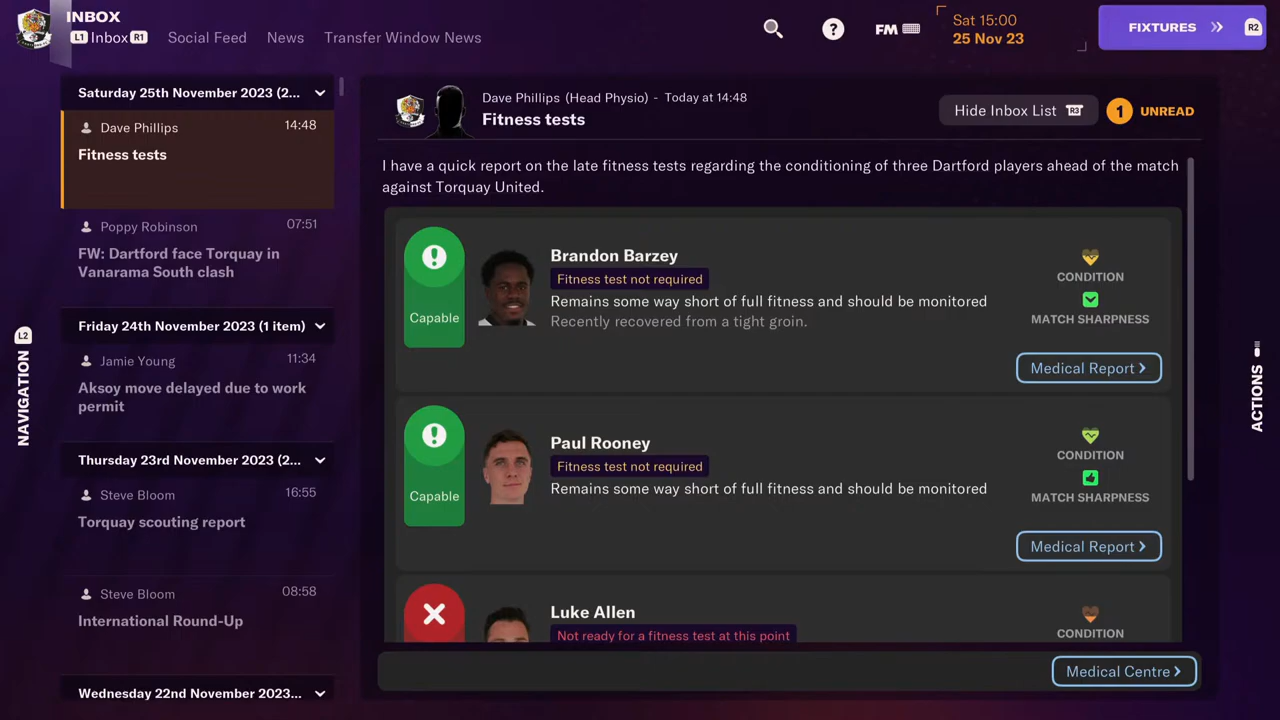 INBOX
L1 Inbox R1
Social Feed
News
Transfer Window News
?
FM
Sat 15:00
25 Nov 23
FIXTURES
R2
Saturday 25th November 2023 (2...
Dave Phillips
14:48
Fitness tests
Poppy Robinson
07:51
FW: Dartford face Torquay in
Vanarama South clash
Friday 24th November 2023 (1 item)
Jamie Young
11:34
Aksoy move delayed due to work
permit
Thursday 23rd November 2023 (2...
Steve Bloom
16:55
Torquay scouting report
Steve Bloom
08:58
International Round-Up
Wednesday 22nd November 2023...
L2
NAVIGATION
Dave Phillips (Head Physio) - Today at 14:48
Fitness tests
Hide Inbox List R3
1 UNREAD
I have a quick report on the late fitness tests regarding the conditioning of three Dartford players ahead of the match
against Torquay United.
Capable
Brandon Barzey
Fitness test not required
Remains some way short of full fitness and should be monitored
Recently recovered from a tight groin.
CONDITION
MATCH SHARPNESS
Medical Report
Capable
Paul Rooney
Fitness test not required
Remains some way short of full fitness and should be monitored
CONDITION
MATCH SHARPNESS
Medical Report
Luke Allen
Not ready for a fitness test at this point
CONDITION
Medical Centre
ACTIONS